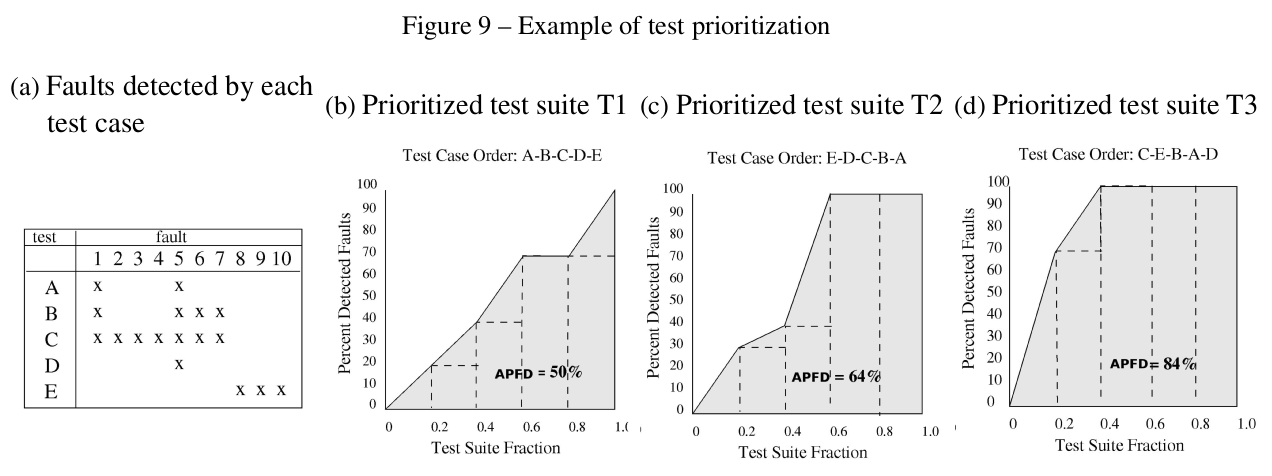 Figure 9 – Example of test prioritization
(a) Faults detected by each
test case
test fault
1 2 3 4 5 6 7 8 9 10
A x x
B x x x x
C x x x x x x x
D x
E x x x
(b) Prioritized test suite T1
Test Case Order: A-B-C-D-E
Percent Detected Faults
100
90
80
70
60
50
40
30
20
10
0
APFD = 50%
0 0.2 0.4 0.6 0.8 1.0
Test Suite Fraction
(c) Prioritized test suite T2
Test Case Order: E-D-C-B-A
Percent Detected Faults
100
90
80
70
60
50
40
30
20
10
0
APFD = 64%
0 0.2 0.4 0.6 0.8 1.0
Test Suite Fraction
(d) Prioritized test suite T3
Test Case Order: C-E-B-A-D
Percent Detected Faults
100
90
80
70
60
50
40
30
20
10
0
APFD = 84%
0 0.2 0.4 0.6 0.8 1.0
Test Suite Fraction